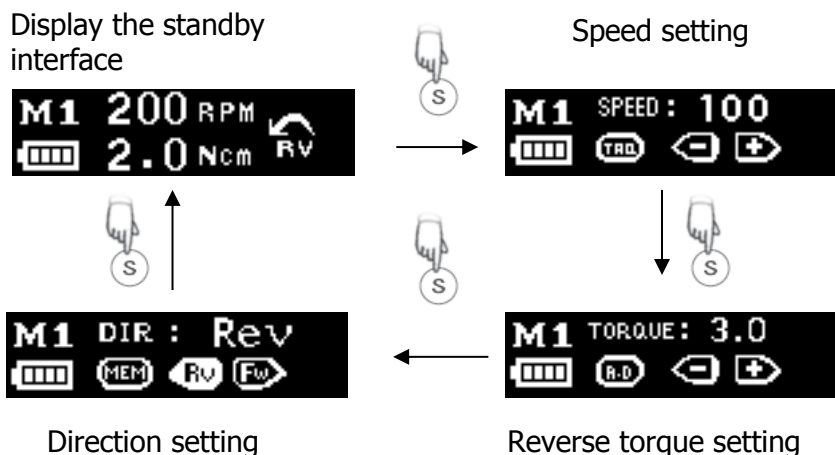 Display the standby
interface
Speed setting
S
M1 200 RPM
2.0 Ncm RV
M1 SPEED: 100
TRQ - +
S
S
S
M1 DIR : Rev
MEM Rv Fw
M1 TORQUE: 3.0
A.D - +
Direction setting
Reverse torque setting